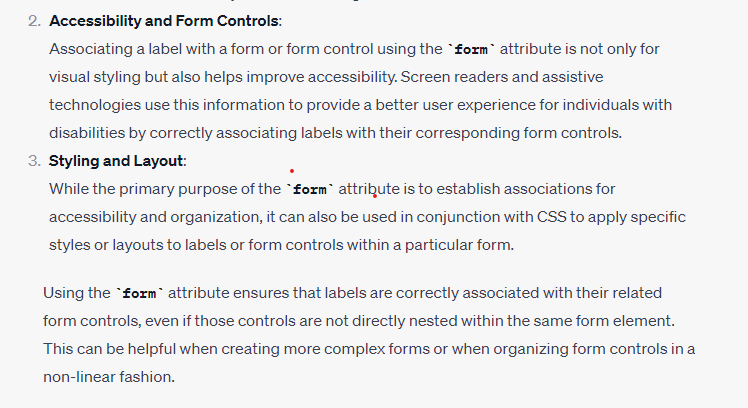 2. Accessibility and Form Controls:
Associating a label with a form or form control using the `form` attribute is not only for
visual styling but also helps improve accessibility. Screen readers and assistive
technologies use this information to provide a better user experience for individuals with
disabilities by correctly associating labels with their corresponding form controls.
3. Styling and Layout:
While the primary purpose of the `form` attribute is to establish associations for
accessibility and organization, it can also be used in conjunction with CSS to apply specific
styles or layouts to labels or form controls within a particular form.
Using the `form` attribute ensures that labels are correctly associated with their related
form controls, even if those controls are not directly nested within the same form element.
This can be helpful when creating more complex forms or when organizing form controls in a
non-linear fashion.